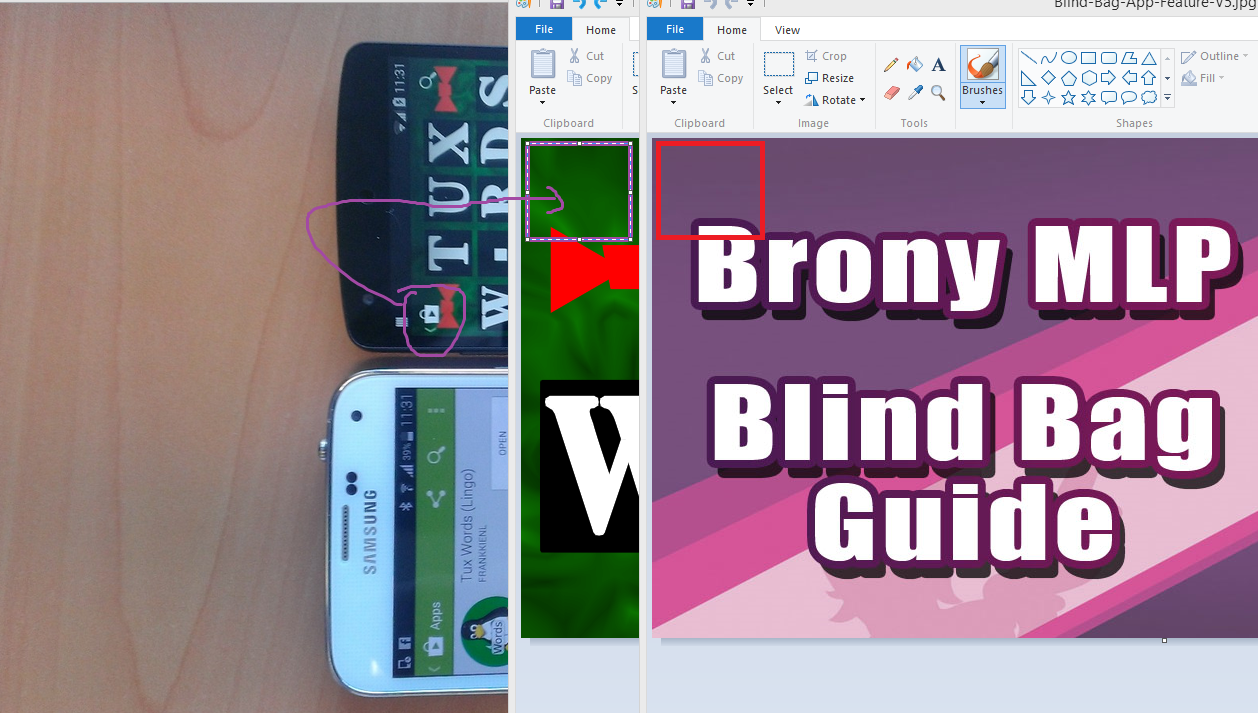 11:31
TUX
W·RDS
SAMSUNG
39%
11:31
Apps
Tux Words (Lingo)
FRANKKIENL
OPEN
Words
File
Home
Paste
Cut
Copy
Clipboard
S
W
Blind-Bag-App-Feature-V5.jpg
File
Home
View
Paste
Cut
Copy
Clipboard
Select
Crop
Resize
Rotate
Image
A
Tools
Brushes
Outline
Fill
Shapes
Brony MLP
Blind Bag
Guide